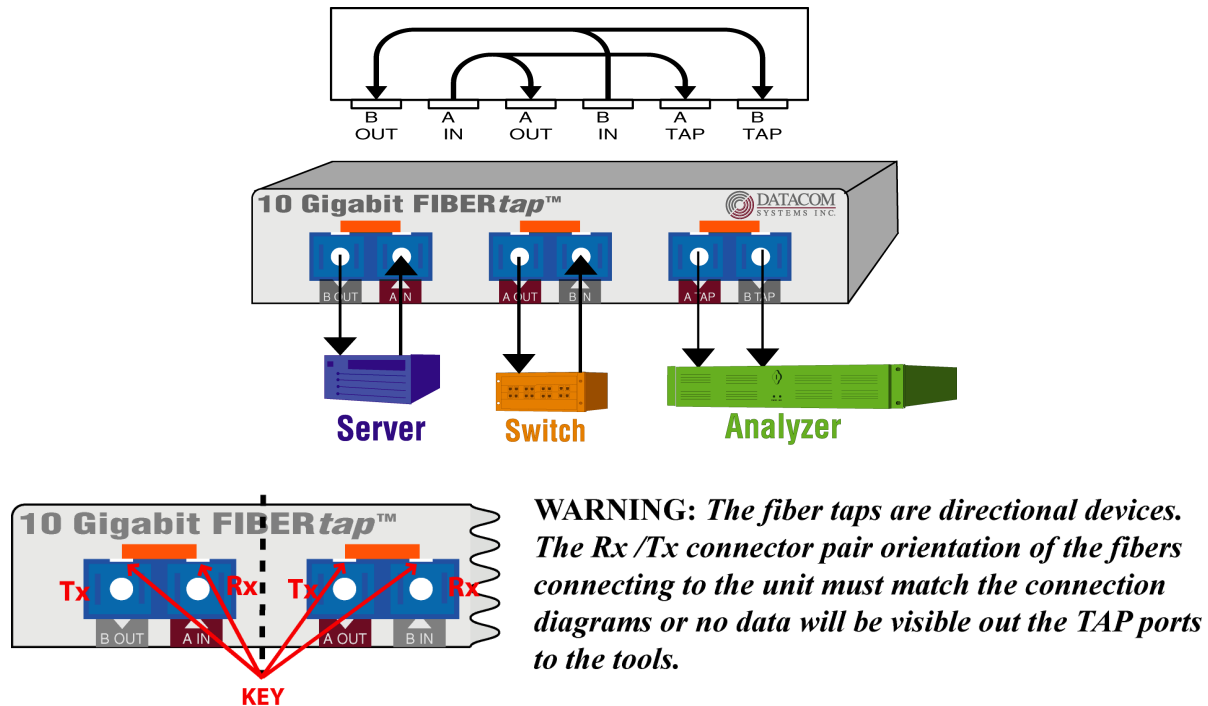 B OUT
A IN
A OUT
B IN
A TAP
B TAP
10 Gigabit FIBERtap™
DATACOM
SYSTEMS INC.
B OUT
A IN
A OUT
B IN
A TAP
B TAP
Server
Switch
Analyzer
10 Gigabit FIBERtap™
Tx
Rx
Tx
Rx
B OUT
A IN
A OUT
B IN
KEY
WARNING: The fiber taps are directional devices.
The Rx /Tx connector pair orientation of the fibers
connecting to the unit must match the connection
diagrams or no data will be visible out the TAP ports
to the tools.